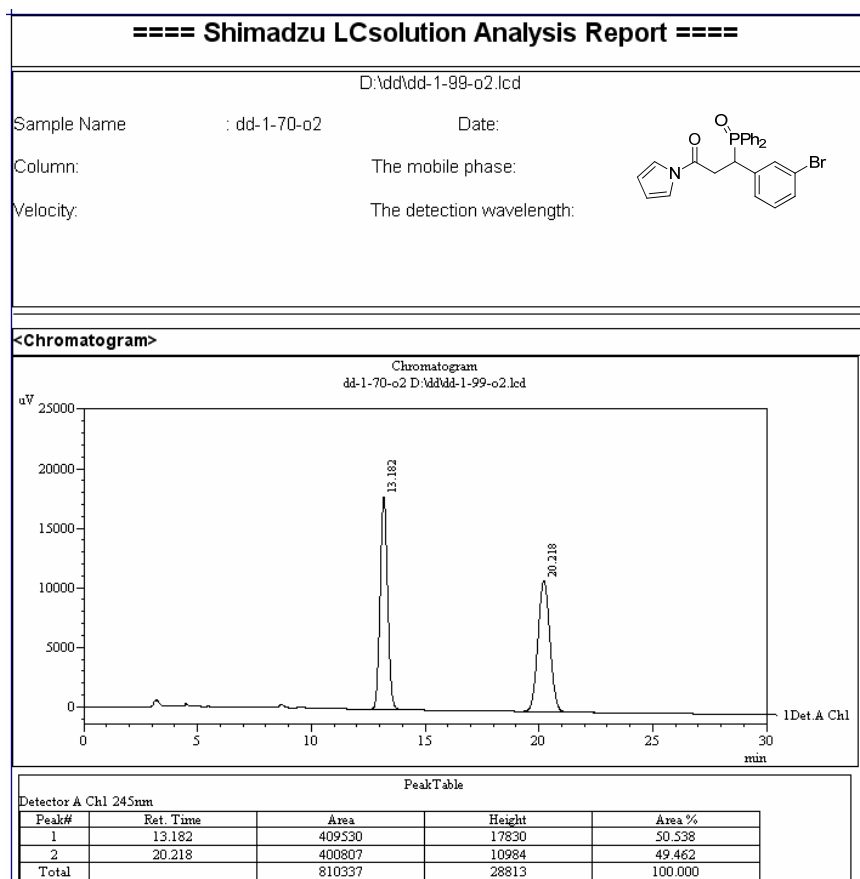 ==== Shimadzu LCsolution Analysis Report ====
D:\dd\dd-1-99-o2.lcd
Sample Name : dd-1-70-o2 Date:
Column: The mobile phase:
Velocity: The detection wavelength:
O
O PPh2
N Br
<Chromatogram>
Chromatogram
dd-1-70-o2 D:\dd\dd-1-99-o2.lcd
uV
25000
20000
15000
10000
5000
0
13.182
20.218
1Det.A Ch1
0 5 10 15 20 25 30
min
PeakTable
Detector A Ch1 245nm
Peak# Ret. Time Area Height Area %
1 13.182 409530 17830 50.538
2 20.218 400807 10984 49.462
Total 810337 28813 100.000